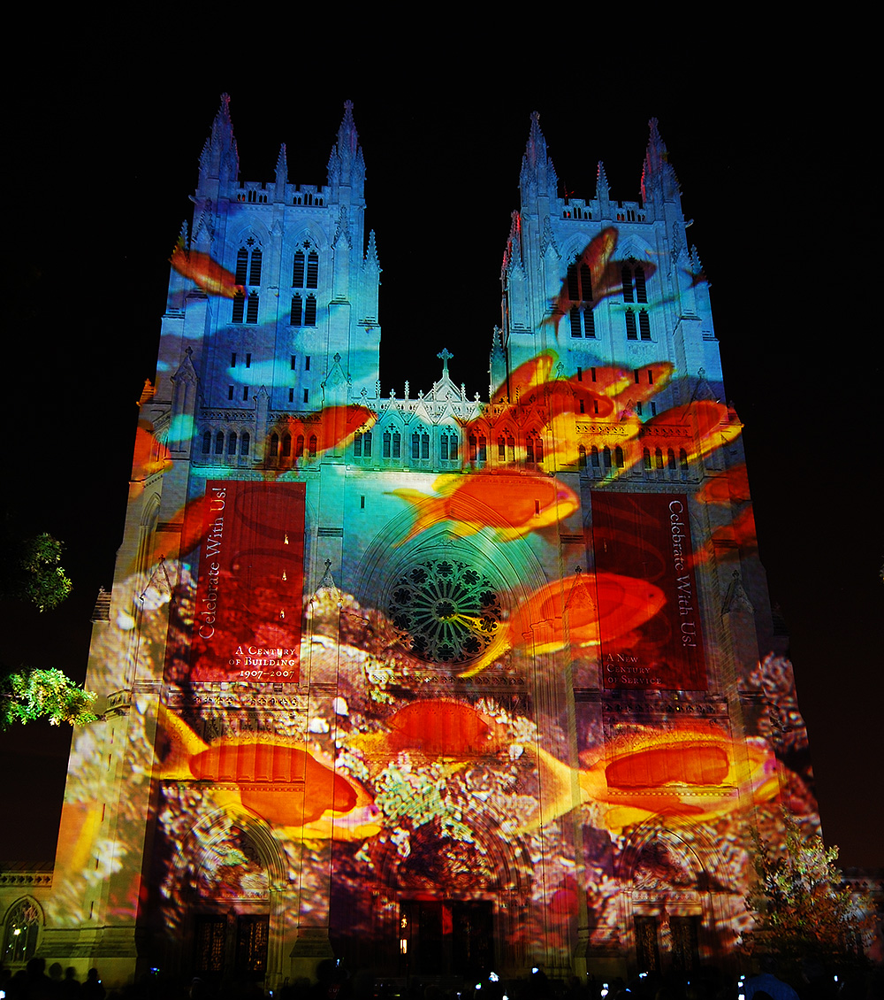 Celebrate With Us!
A Century
of Building
1907–2007
Celebrate With Us!
A New
Century
of Service